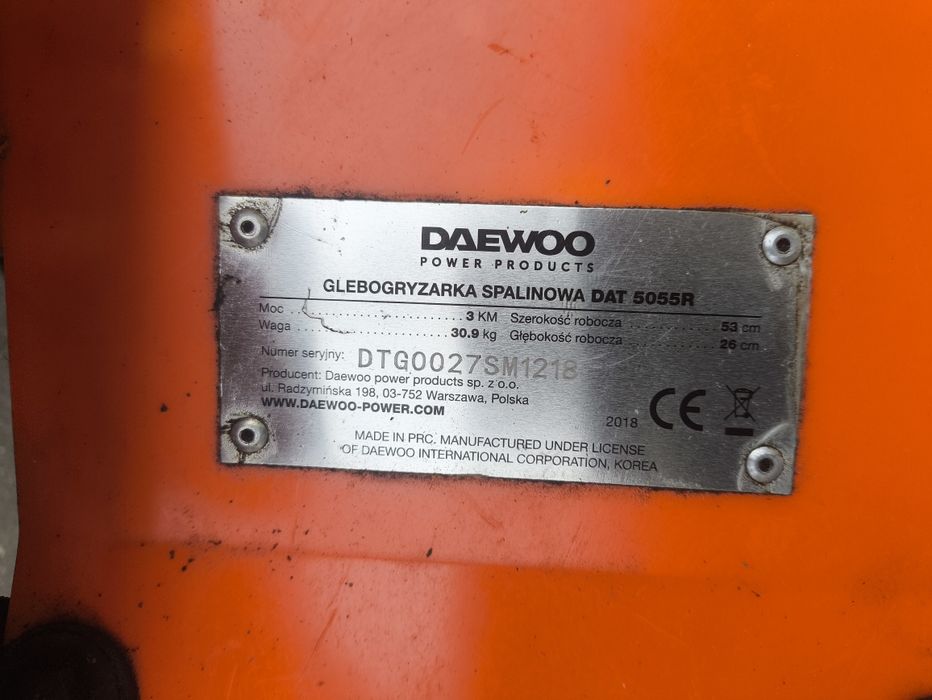 DAEWOO
POWER PRODUCTS
GLEBOGRYZARKA SPALINOWA DAT 5055R
Moc ........................ 3 KM Szerokość robocza ............ 53 cm
Waga ...................... 30.9 kg Głębokość robocza ............ 26 cm
Numer seryjny: DTG0027SM1218
Producent: Daewoo power products sp. z o.o.
ul. Radzymińska 198, 03-752 Warszawa, Polska
WWW.DAEWOO-POWER.COM
2018 CE
MADE IN PRC. MANUFACTURED UNDER LICENSE
OF DAEWOO INTERNATIONAL CORPORATION, KOREA